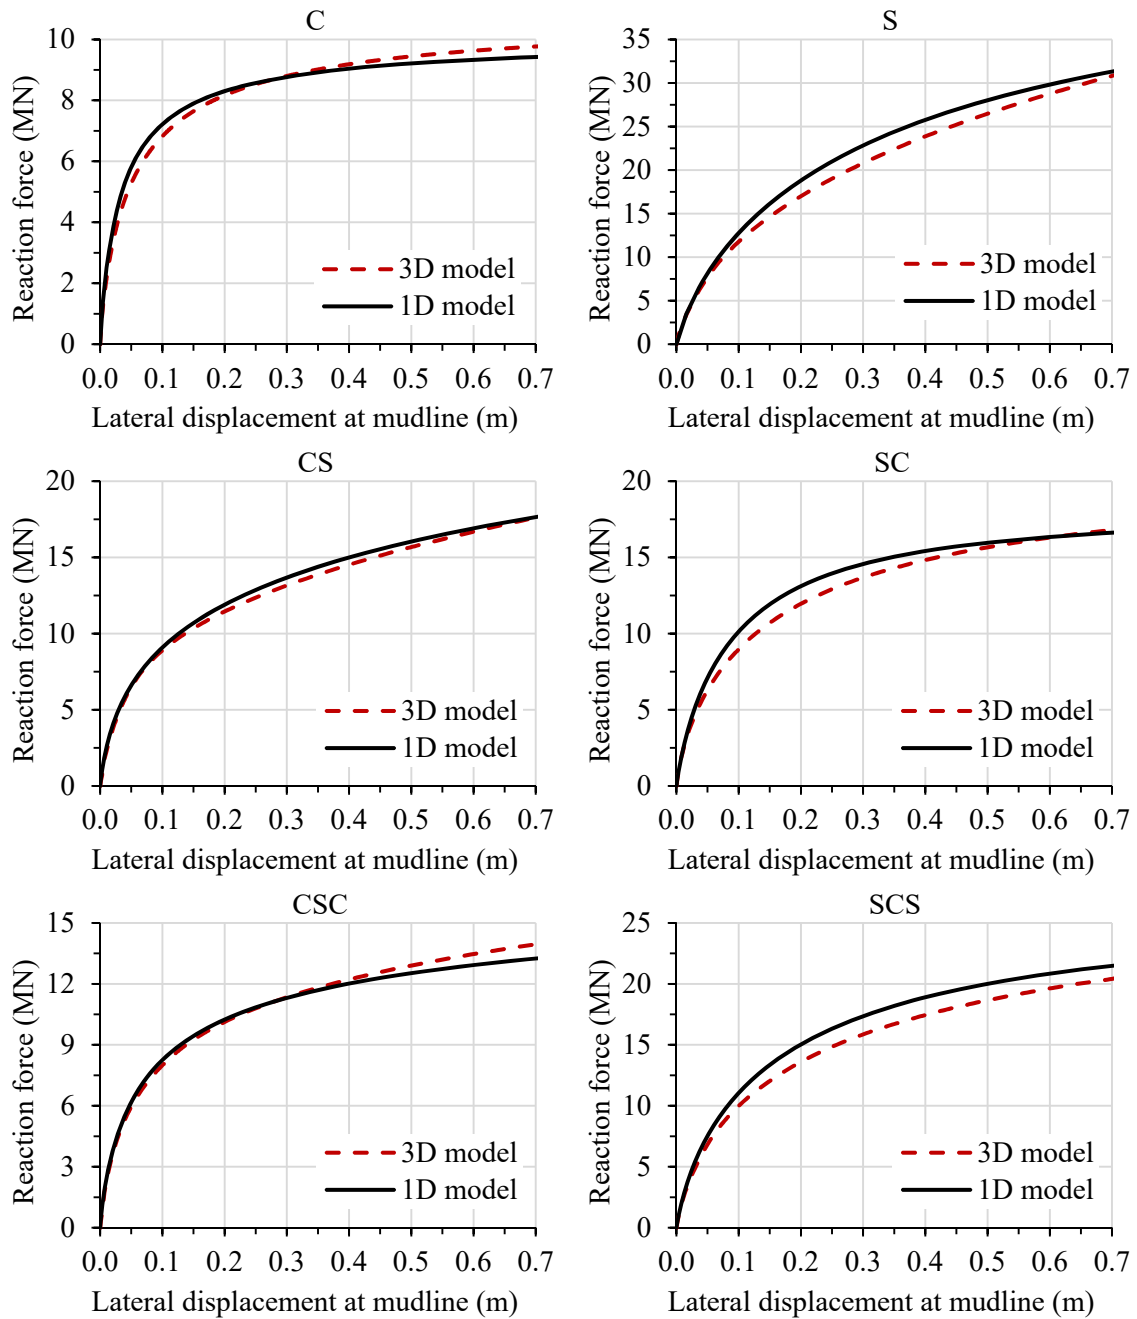 C
Reaction force (MN)
10
8
6
4
2
0
3D model
1D model
0.0 0.1 0.2 0.3 0.4 0.5 0.6 0.7
Lateral displacement at mudline (m)
S
Reaction force (MN)
35
30
25
20
15
10
5
0
3D model
1D model
0.0 0.1 0.2 0.3 0.4 0.5 0.6 0.7
Lateral displacement at mudline (m)
CS
Reaction force (MN)
20
15
10
5
0
3D model
1D model
0.0 0.1 0.2 0.3 0.4 0.5 0.6 0.7
Lateral displacement at mudline (m)
SC
Reaction force (MN)
20
15
10
5
0
3D model
1D model
0.0 0.1 0.2 0.3 0.4 0.5 0.6 0.7
Lateral displacement at mudline (m)
CSC
Reaction force (MN)
15
12
9
6
3
0
3D model
1D model
0.0 0.1 0.2 0.3 0.4 0.5 0.6 0.7
Lateral displacement at mudline (m)
SCS
Reaction force (MN)
25
20
15
10
5
0
3D model
1D model
0.0 0.1 0.2 0.3 0.4 0.5 0.6 0.7
Lateral displacement at mudline (m)